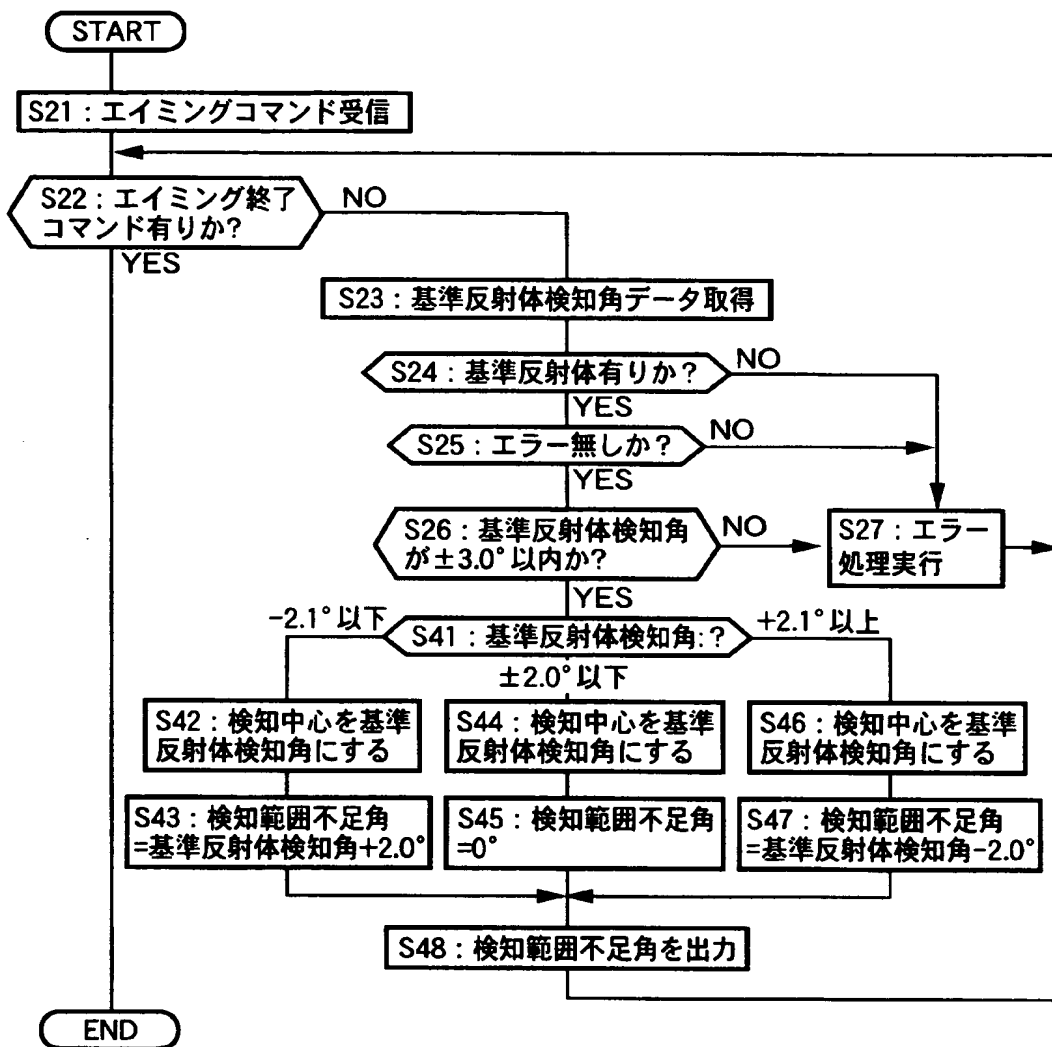 START
S21：エイミングコマンド受信
S22：エイミング終了
コマンド有りか?
NO
YES
S23：基準反射体検知角データ取得
S24：基準反射体有りか?
NO
YES
S25：エラー無しか?
NO
YES
S26：基準反射体検知角
が±3.0°以内か?
NO
S27：エラー
処理実行
YES
-2.1°以下
S41：基準反射体検知角:?
+2.1°以上
±2.0°以下
S42：検知中心を基準
反射体検知角にする
S44：検知中心を基準
反射体検知角にする
S46：検知中心を基準
反射体検知角にする
S43：検知範囲不足角
=基準反射体検知角+2.0°
S45：検知範囲不足角
=0°
S47：検知範囲不足角
=基準反射体検知角-2.0°
S48：検知範囲不足角を出力
END